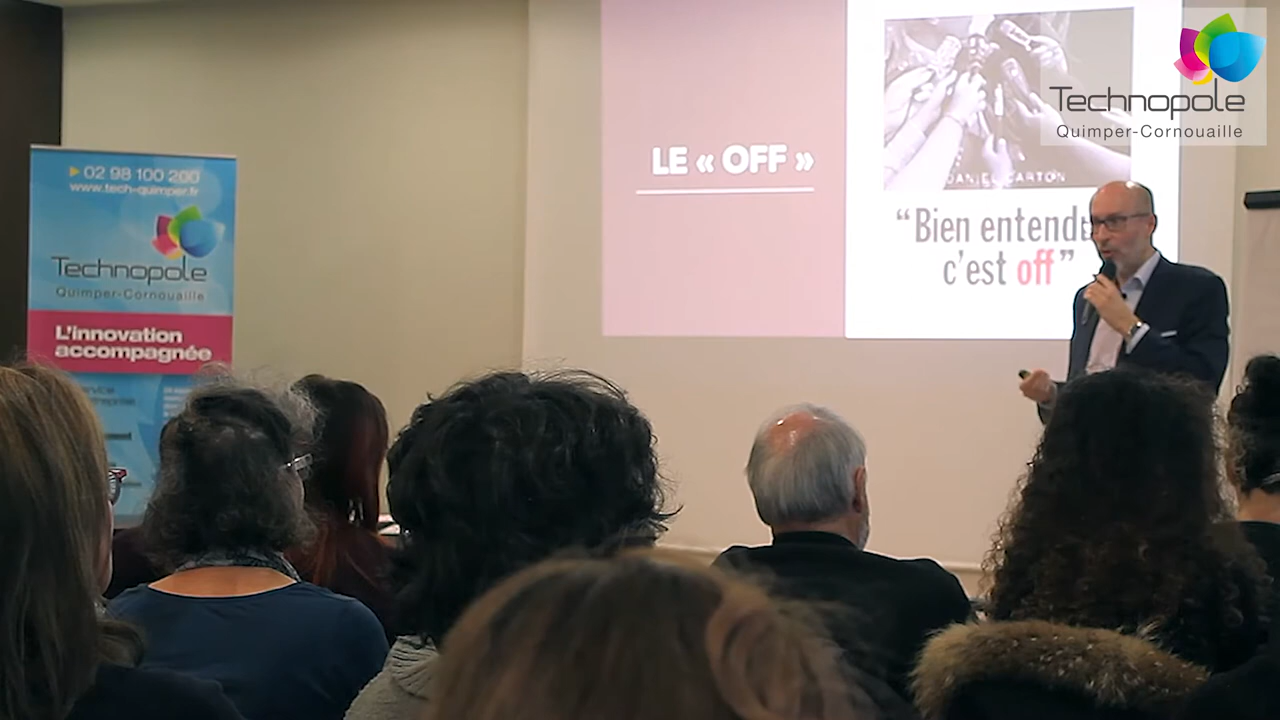 Technopole
Quimper-Cornouaille
02 98 100 200
www.tech-quimper.fr
Technopole
Quimper-Cornouaille
L'innovation
accompagnée
LE « OFF »
DANIEL CARTON
“Bien entendu
c'est off”